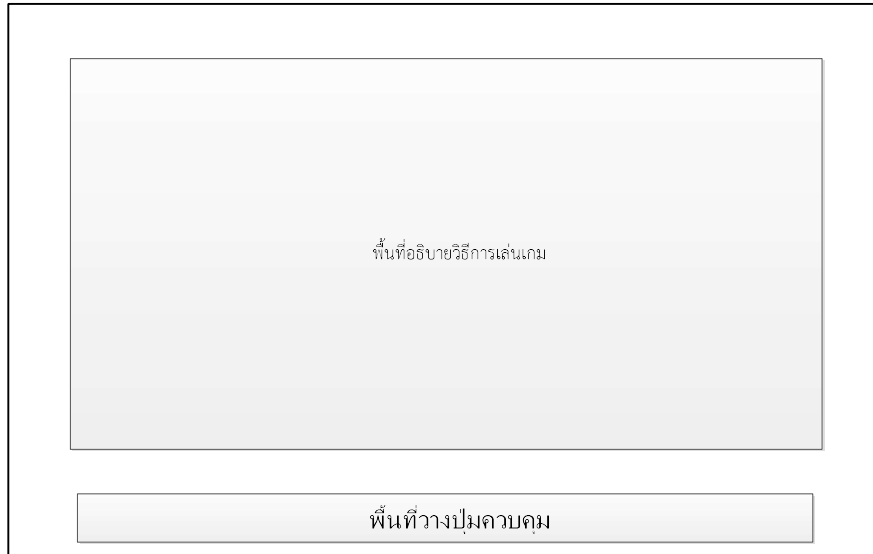 พื้นที่อธิบายวิธีการเล่นเกม
พื้นที่วางปุ่มควบคุม